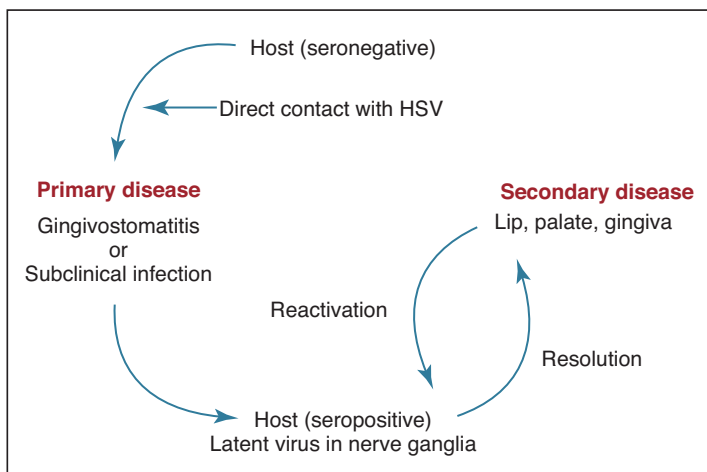 Host (seronegative)
Direct contact with HSV
Primary disease
Gingivostomatitis
or
Subclinical infection
Secondary disease
Lip, palate, gingiva
Reactivation
Resolution
Host (seropositive)
Latent virus in nerve ganglia